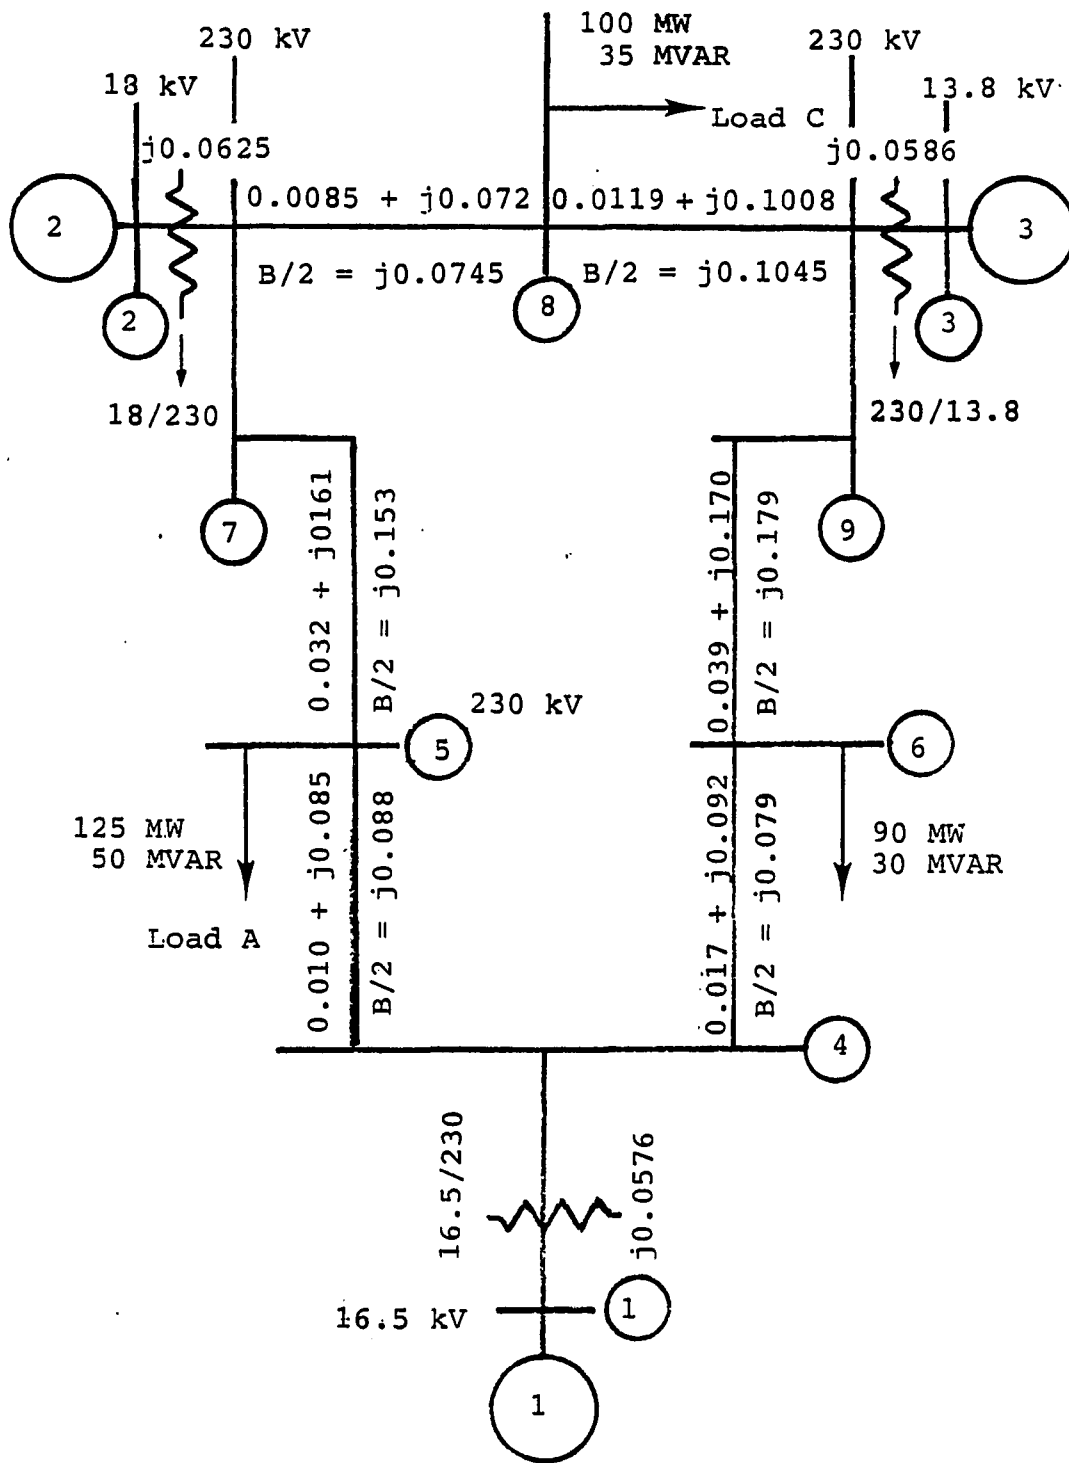 100 MW
35 MVAR
230 kV
230 kV
18 kV
13.8 kV
Load C
j0.0625
j0.0586
0.0085 + j0.072
0.0119 + j0.1008
2
3
B/2 = j0.0745
B/2 = j0.1045
8
2
3
18/230
230/13.8
7
9
0.032 + j0161
B/2 = j0.153
0.039 + j0.170
B/2 = j0.179
230 kV
5
6
125 MW
50 MVAR
Load A
0.010 + j0.085
B/2 = j0.088
0.017 + j0.092
B/2 = j0.079
90 MW
30 MVAR
4
16.5/230
j0.0576
16.5 kV
1
1